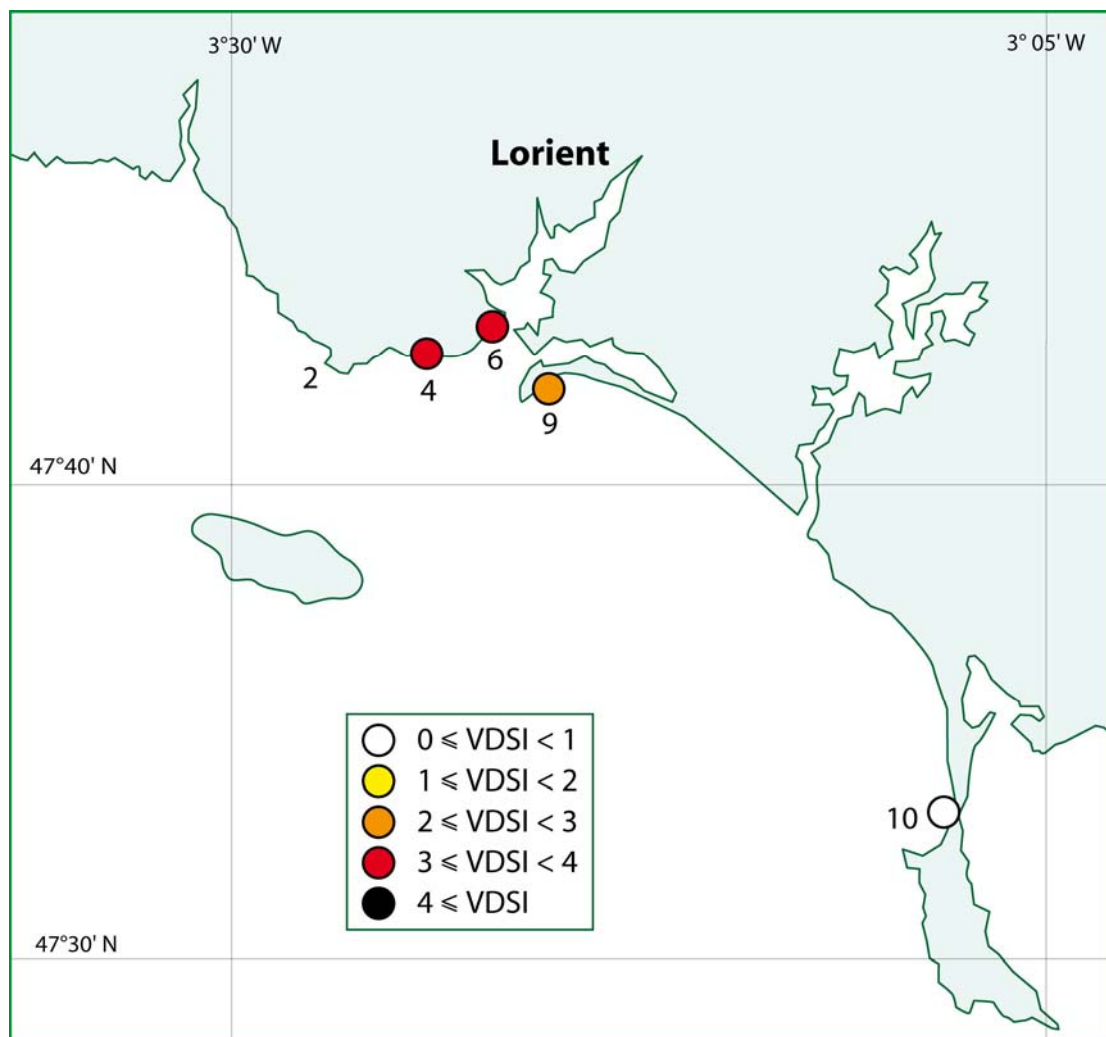 3°30' W
3° 05' W
Lorient
6
2
4
9
47°40' N
0 ⩽ VDSI < 1
1 ⩽ VDSI < 2
2 ⩽ VDSI < 3
3 ⩽ VDSI < 4
4 ⩽ VDSI
10
47°30' N